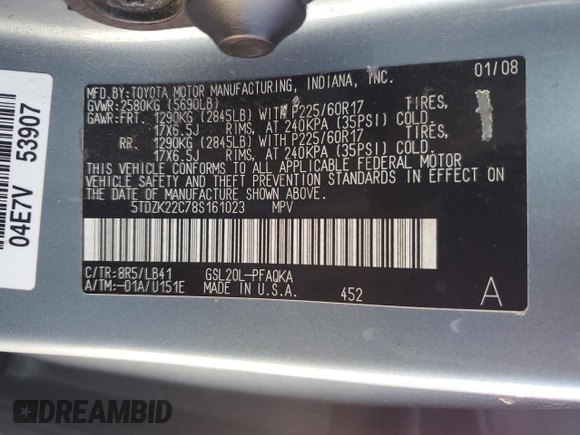 MFD.BY:TOYOTA MOTOR MANUFACTURING, INDIANA, INC. 01/08
GVWR:2580KG (5690LB)
GAWR:FRT. 1290KG (2845LB) WITH P225/60R17 TIRES,
17X6.5J RIMS, AT 240KPA (35PSI) COLD.
RR. 1290KG (2845LB) WITH P225/60R17 TIRES,
17X6.5J RIMS, AT 240KPA (35PSI) COLD.
THIS VEHICLE CONFORMS TO ALL APPLICABLE FEDERAL MOTOR
VEHICLE SAFETY AND THEFT PREVENTION STANDARDS IN EFFECT ON
THE DATE OF MANUFACTURE SHOWN ABOVE.
5TDZK22C78S161023 MPV
C/TR:8R5/LB41 GSL20L-PFAQKA
A/TM:-01A/U151E MADE IN U.S.A. 452 A
04E7V 53907
DREAMBID